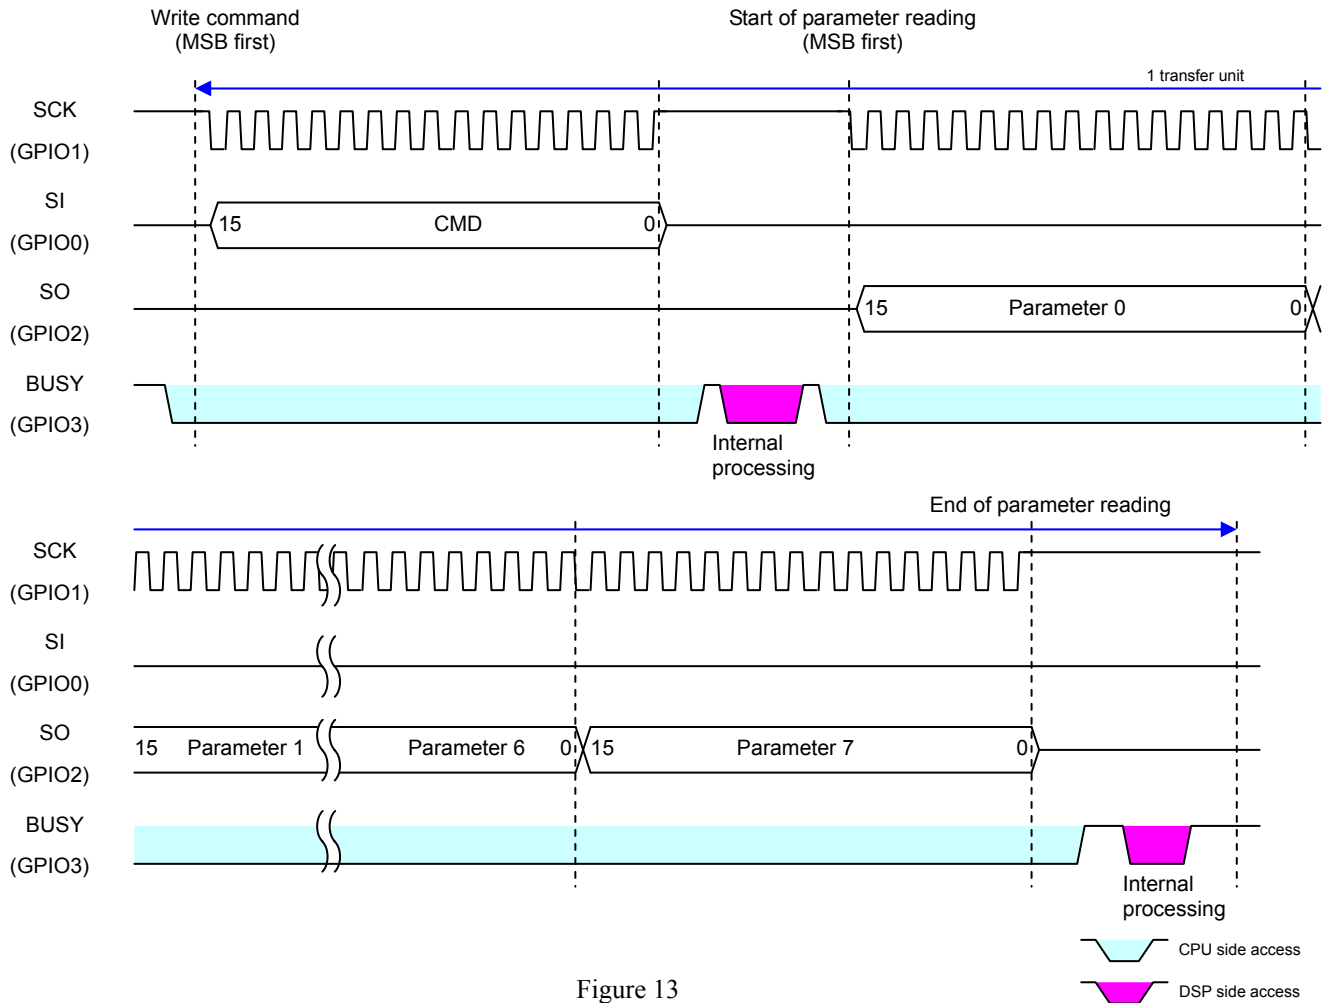 Write command
(MSB first)
Start of parameter reading
(MSB first)
1 transfer unit
SCK
(GPIO1)
SI
(GPIO0)
15 CMD 0
SO
(GPIO2)
15 Parameter 0 0
BUSY
(GPIO3)
Internal
processing
End of parameter reading
SCK
(GPIO1)
SI
(GPIO0)
SO
(GPIO2)
15 Parameter 1 Parameter 6 0 15 Parameter 7 0
BUSY
(GPIO3)
Internal
processing
CPU side access
DSP side access
Figure 13